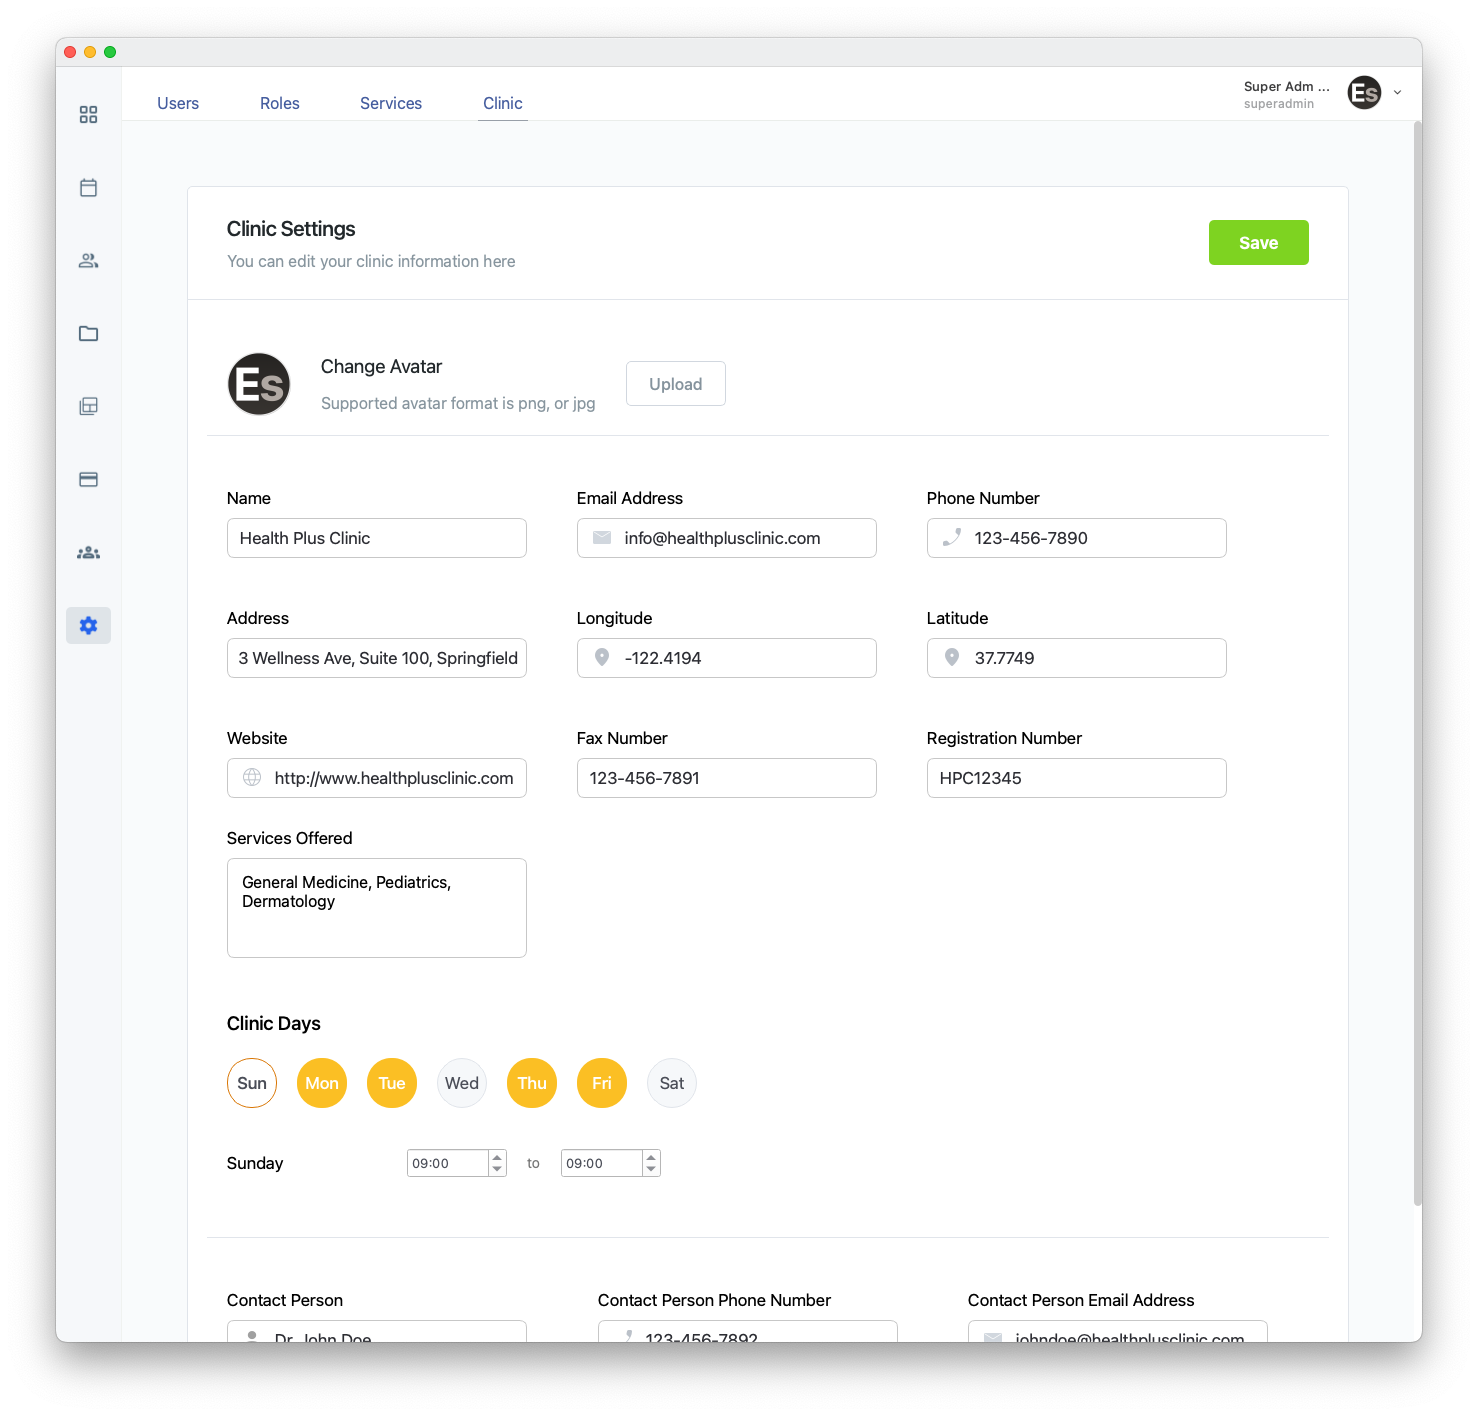 Users Roles Services Clinic
Super Adm ...
superadmin
Es
Clinic Settings
You can edit your clinic information here
Save
Es
Change Avatar
Supported avatar format is png, or jpg
Upload
Name Email Address Phone Number
Health Plus Clinic info@healthplusclinic.com 123-456-7890
Address Longitude Latitude
3 Wellness Ave, Suite 100, Springfield -122.4194 37.7749
Website Fax Number Registration Number
http://www.healthplusclinic.com 123-456-7891 HPC12345
Services Offered
General Medicine, Pediatrics,
Dermatology
Clinic Days
Sun Mon Tue Wed Thu Fri Sat
Sunday 09:00 to 09:00
Contact Person Contact Person Phone Number Contact Person Email Address
Dr. John Doe 123-456-7892 johndoe@healthplusclinic.com